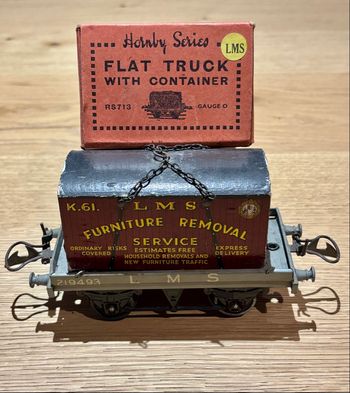 Hornby Series
LMS
FLAT TRUCK
WITH CONTAINER
RS713 GAUGE O
K.61. L M S
FURNITURE REMOVAL
SERVICE
ORDINARY RISKS COVERED
ESTIMATES FREE
HOUSEHOLD REMOVALS AND
NEW FURNITURE TRAFFIC
EXPRESS DELIVERY
219493 L M S